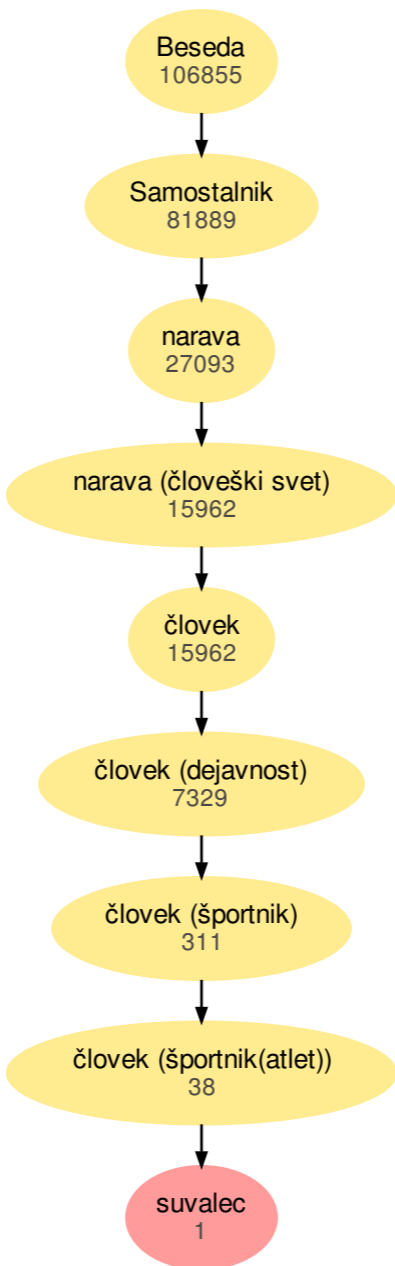 Beseda
106855
Samostalnik
81889
narava
27093
narava (človeški svet)
15962
človek
15962
človek (dejavnost)
7329
človek (športnik)
311
človek (športnik(atlet))
38
suvalec
1